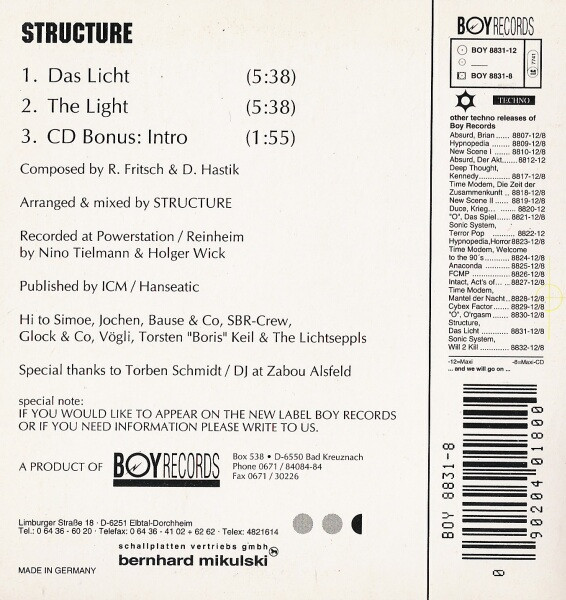 STRUCTURE
1. Das Licht (5:38)
2. The Light (5:38)
3. CD Bonus: Intro (1:55)
Composed by R. Fritsch & D. Hastik
Arranged & mixed by STRUCTURE
Recorded at Powerstation / Reinheim
by Nino Tielmann & Holger Wick
Published by ICM / Hanseatic
Hi to Simoe, Jochen, Bause & Co, SBR-Crew,
Glock & Co, Vögli, Torsten "Boris" Keil & The Lichtseppls
Special thanks to Torben Schmidt / DJ at Zabou Alsfeld
special note:
IF YOU WOULD LIKE TO APPEAR ON THE NEW LABEL BOY RECORDS
OR IF YOU NEED INFORMATION PLEASE WRITE TO US.
A PRODUCT OF BOY RECORDS
Box 538 • D-6550 Bad Kreuznach
Phone 0671 / 84084-84
Fax 0671 / 30226
Limburger Straße 18 · D-6251 Elbtal-Dorchheim
Tel.: 0 64 36 - 60 20 · Telefax: 0 64 36 - 41 02 + 62 62 · Telex: 4821614
schallplatten vertriebs gmbh
bernhard mikulski
MADE IN GERMANY
BOY RECORDS
BOY 8831-12
BOY 8831-8
7741
TECHNO
other techno releases of
Boy Records
Absurd, Brian ...... 8807-12/8
Hypnopedia ....... 8809-12/8
New Scene I ...... 8810-12/8
Absurd, Der Akt...... 8812-12
Deep Thought,
Kennedy............. 8817-12/8
Time Modem, Die Zeit der
Zusammenkunft .. 8818-12/8
New Scene II ..... 8819-12/8
Duce, Krieg.... ...... 8820-12
"O", Das Spiel...... 8821-12/8
Sonic System,
Terror Pop ........ 8822-12
Hypnopedia,Horror 8823-12/8
Time Modem, Welcome
to the 90´s........... 8824-12/8
Anaconda ......... 8825-12/8
FCMP ............... 8826-12/8
Intact, Act's of... .. 8827-12/8
Time Modem,
Mantel der Nacht.. 8828-12/8
Cybex Factor....... 8829-12/8
"O", O'rgasm ...... 8830-12/8
Structure,
Das Licht ........... 8831-12/8
Sonic System,
Will 2 Kill ........... 8832-12/8
-12=Maxi -8=Maxi-CD
... and we will go on ...
BOY 8831-8
90204 01800